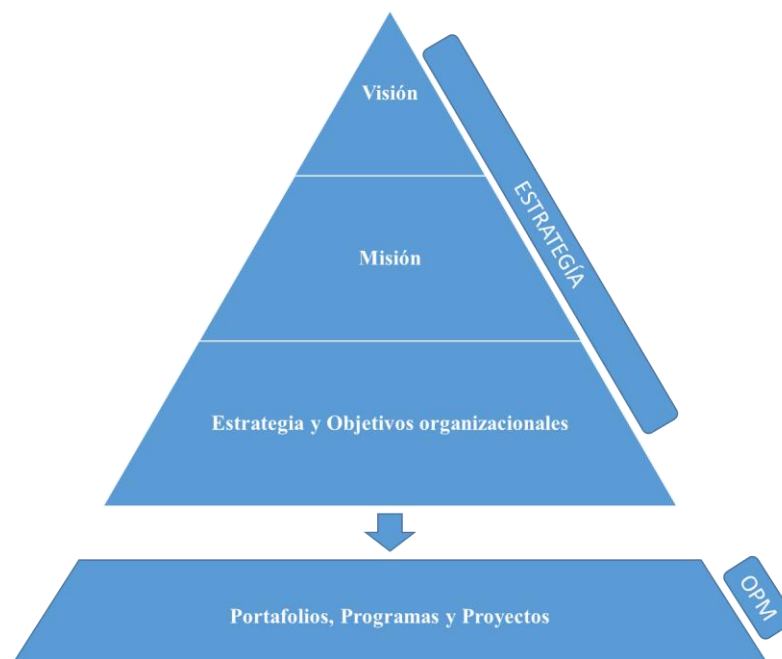 Visión
ESTRATEGÍA
Misión
Estrategia y Objetivos organizacionales
OPM
Portafolios, Programas y Proyectos